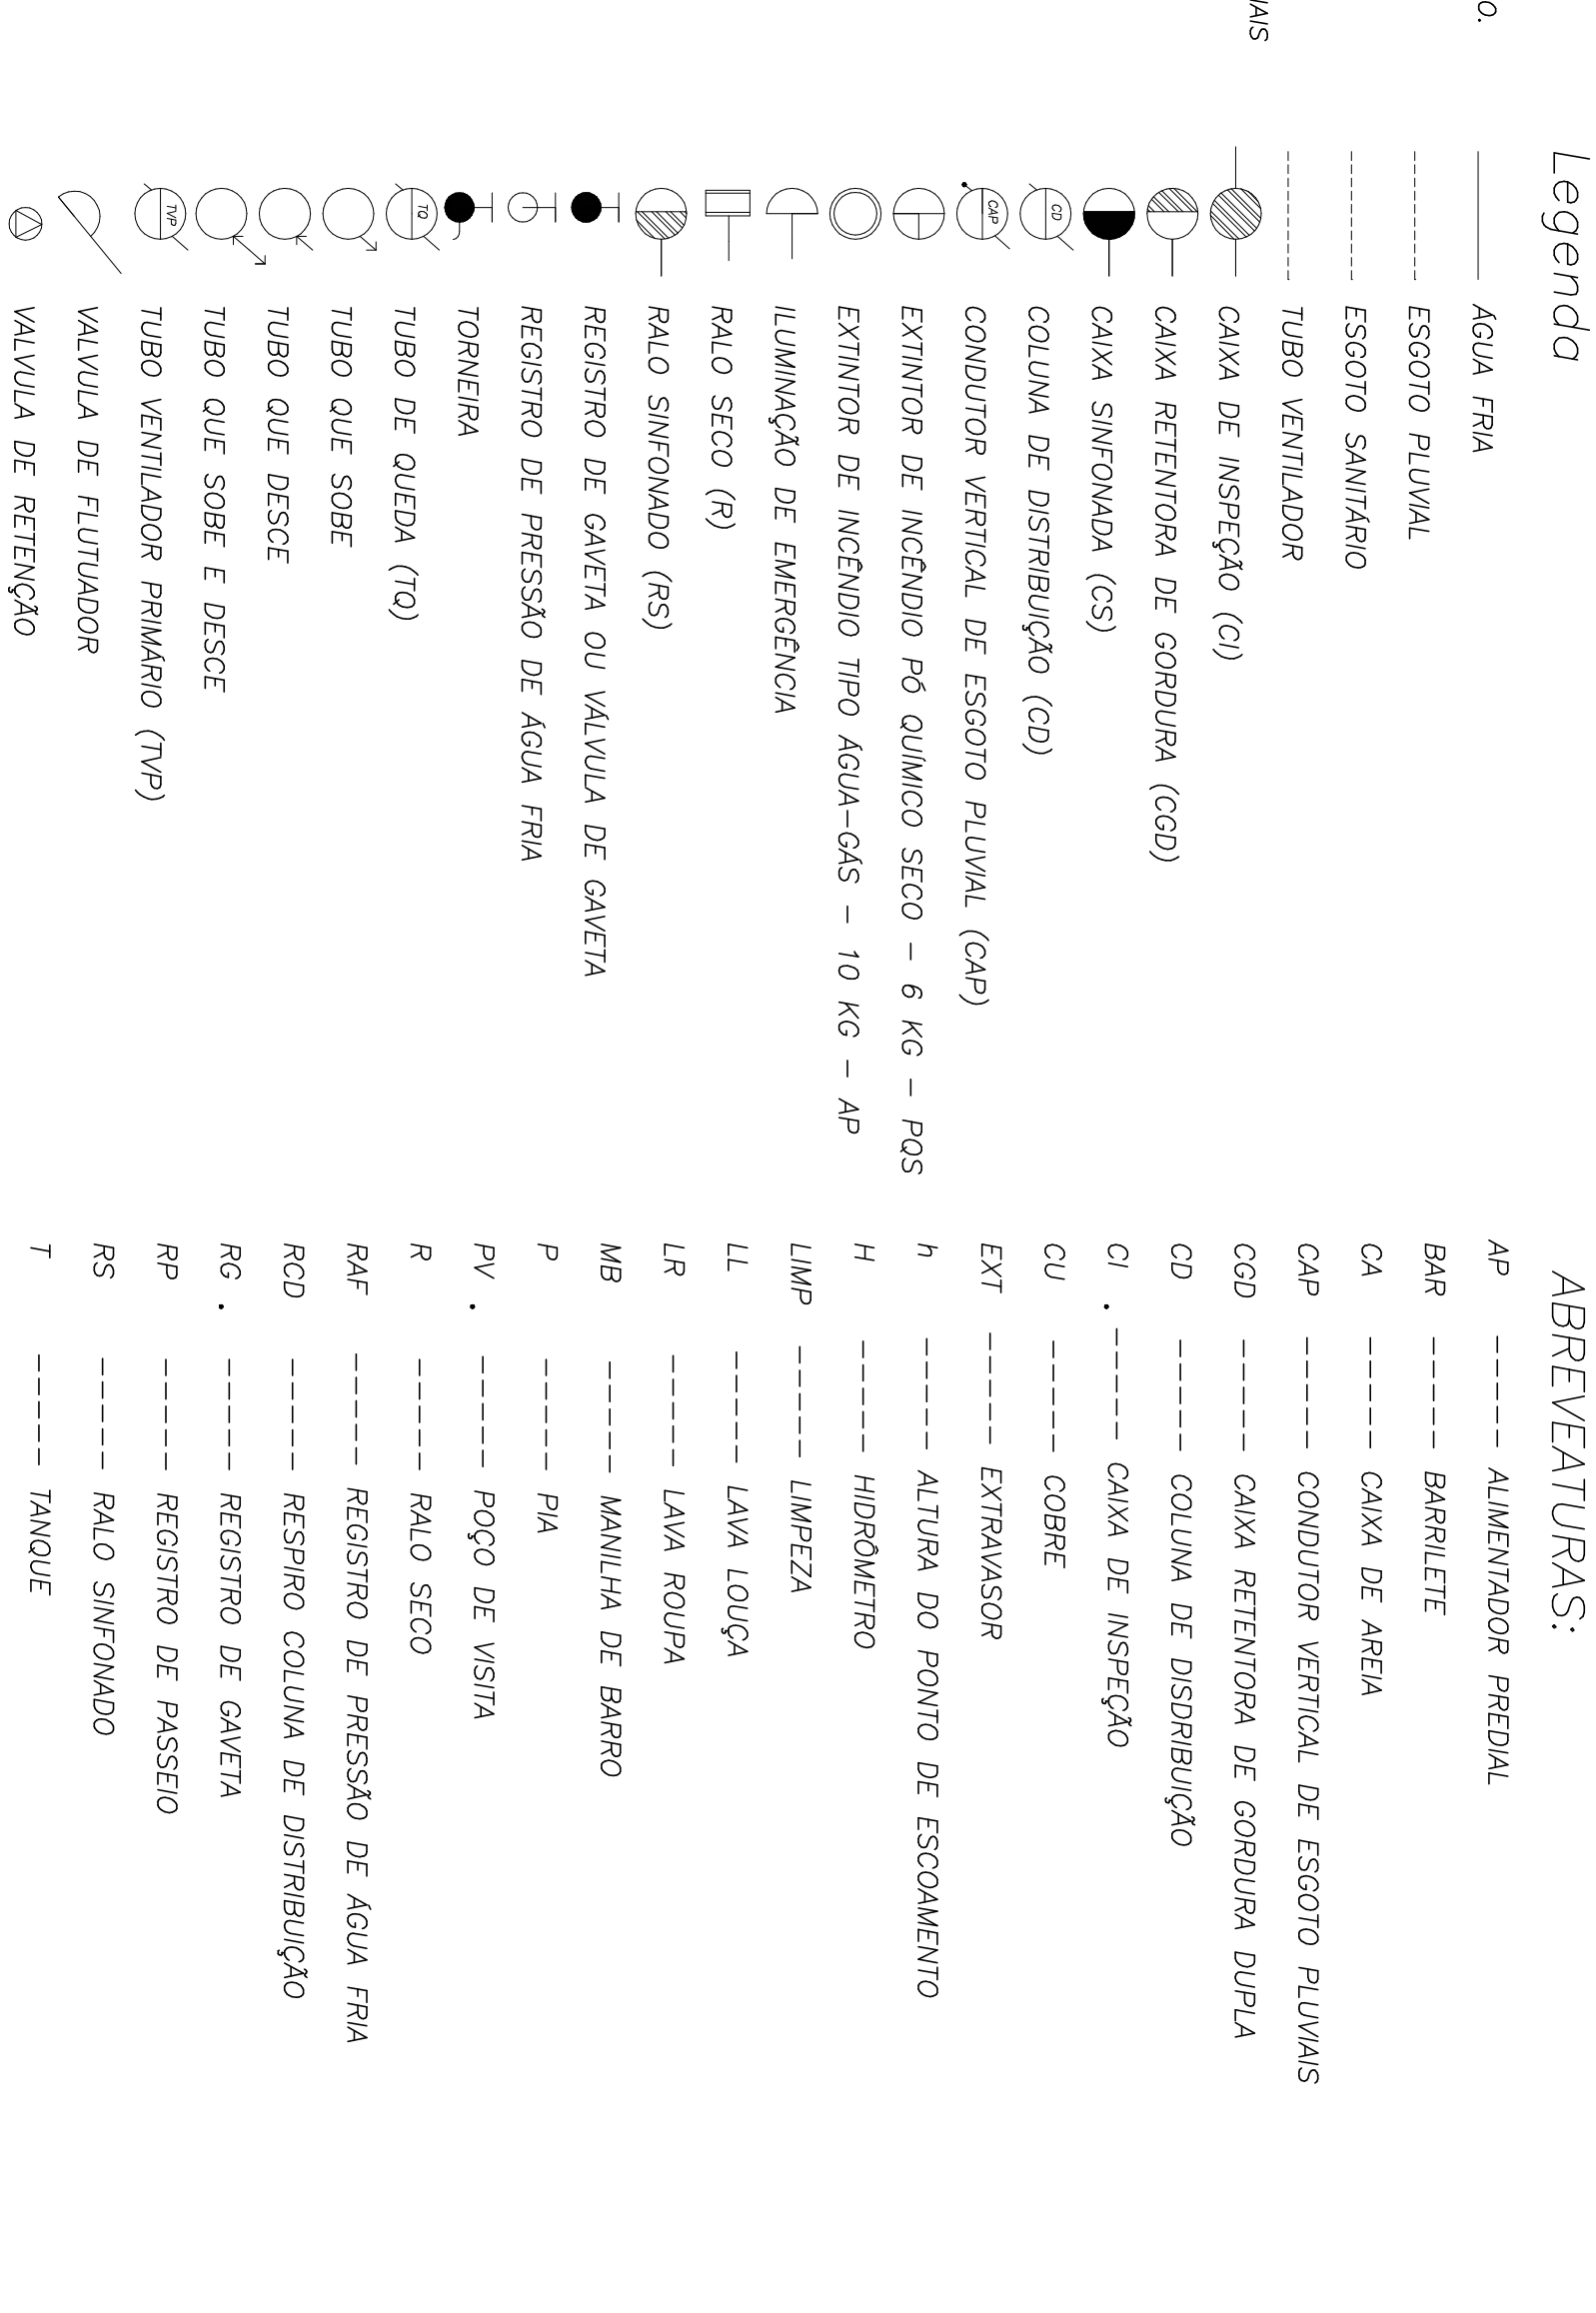 O.
IAIS
Legenda
ÁGUA FRIA
ESGOTO PLUVIAL
ESGOTO SANITÁRIO
TUBO VENTILADOR
CAIXA DE INSPEÇÃO (CI)
CAIXA RETENTORA DE GORDURA (CGD)
CAIXA SINFONADA (CS)
CD COLUNA DE DISTRIBUIÇÃO (CD)
CAP CONDUTOR VERTICAL DE ESGOTO PLUVIAL (CAP)
EXTINTOR DE INCÊNDIO PÓ QUÍMICO SECO – 6 KG – PQS
EXTINTOR DE INCÊNDIO TIPO ÁGUA–GÁS – 10 KG – AP
ILUMINAÇÃO DE EMERGÊNCIA
RALO SECO (R)
RALO SINFONADO (RS)
REGISTRO DE GAVETA OU VÁLVULA DE GAVETA
REGISTRO DE PRESSÃO DE ÁGUA FRIA
TORNEIRA
TQ TUBO DE QUEDA (TQ)
TUBO QUE SOBE
TUBO QUE DESCE
TUBO QUE SOBE E DESCE
TVP TUBO VENTILADOR PRIMÁRIO (TVP)
VALVULA DE FLUTUADOR
VALVULA DE RETENÇÃO
ABREVEATURAS:
AP ––––– ALIMENTADOR PREDIAL
BAR ––––– BARRILETE
CA ––––– CAIXA DE AREIA
CAP ––––– CONDUTOR VERTICAL DE ESGOTO PLUVIAIS
CGD ––––– CAIXA RETENTORA DE GORDURA DUPLA
CD ––––– COLUNA DE DISDRIBUIÇÃO
CI . ––––– CAIXA DE INSPEÇÃO
CU ––––– COBRE
EXT ––––– EXTRAVASOR
h ––––– ALTURA DO PONTO DE ESCOAMENTO
H ––––– HIDRÔMETRO
LIMP ––––– LIMPEZA
LL ––––– LAVA LOUÇA
LR ––––– LAVA ROUPA
MB ––––– MANILHA DE BARRO
P ––––– PIA
PV . ––––– POÇO DE VISITA
R ––––– RALO SECO
RAF ––––– REGISTRO DE PRESSÃO DE ÁGUA FRIA
RCD ––––– RESPIRO COLUNA DE DISTRIBUIÇÃO
RG . ––––– REGISTRO DE GAVETA
RP ––––– REGISTRO DE PASSEIO
RS ––––– RALO SINFONADO
T ––––– TANQUE